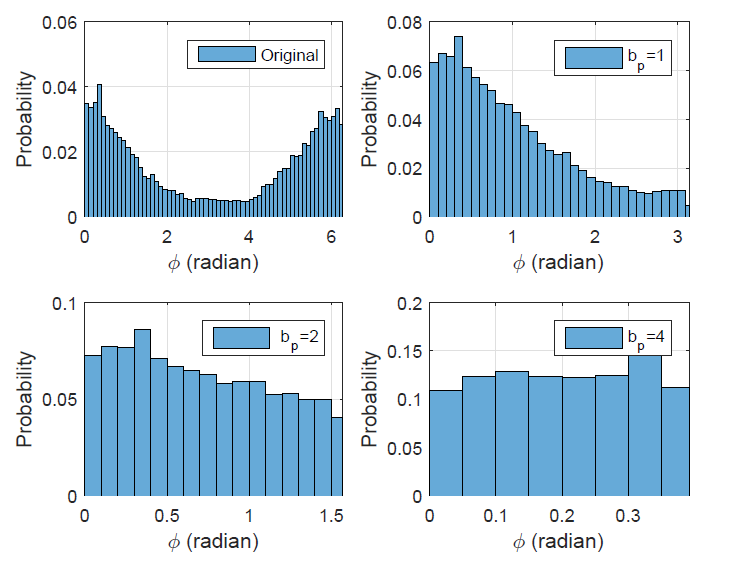 0.06
Original
0.04
Probability
0.02
0
0 2 4 6
ϕ (radian)
0.08
b_p=1
0.06
Probability
0.04
0.02
0
0 1 2 3
ϕ (radian)
0.1
b_p=2
Probability
0.05
0
0 0.5 1 1.5
ϕ (radian)
0.2
b_p=4
0.15
Probability
0.1
0.05
0
0 0.1 0.2 0.3
ϕ (radian)